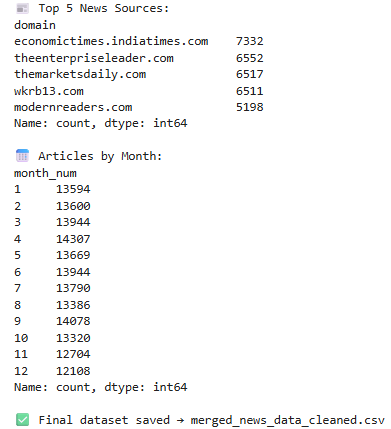 📰 Top 5 News Sources:
domain
economictimes.indiatimes.com    7332
theenterpriseleader.com         6552
themarketsdaily.com             6517
wkrb13.com                      6511
modernreaders.com               5198
Name: count, dtype: int64
📅 Articles by Month:
month_num
1     13594
2     13600
3     13944
4     14307
5     13669
6     13944
7     13790
8     13386
9     14078
10    13320
11    12704
12    12108
Name: count, dtype: int64
✅ Final dataset saved → merged_news_data_cleaned.csv